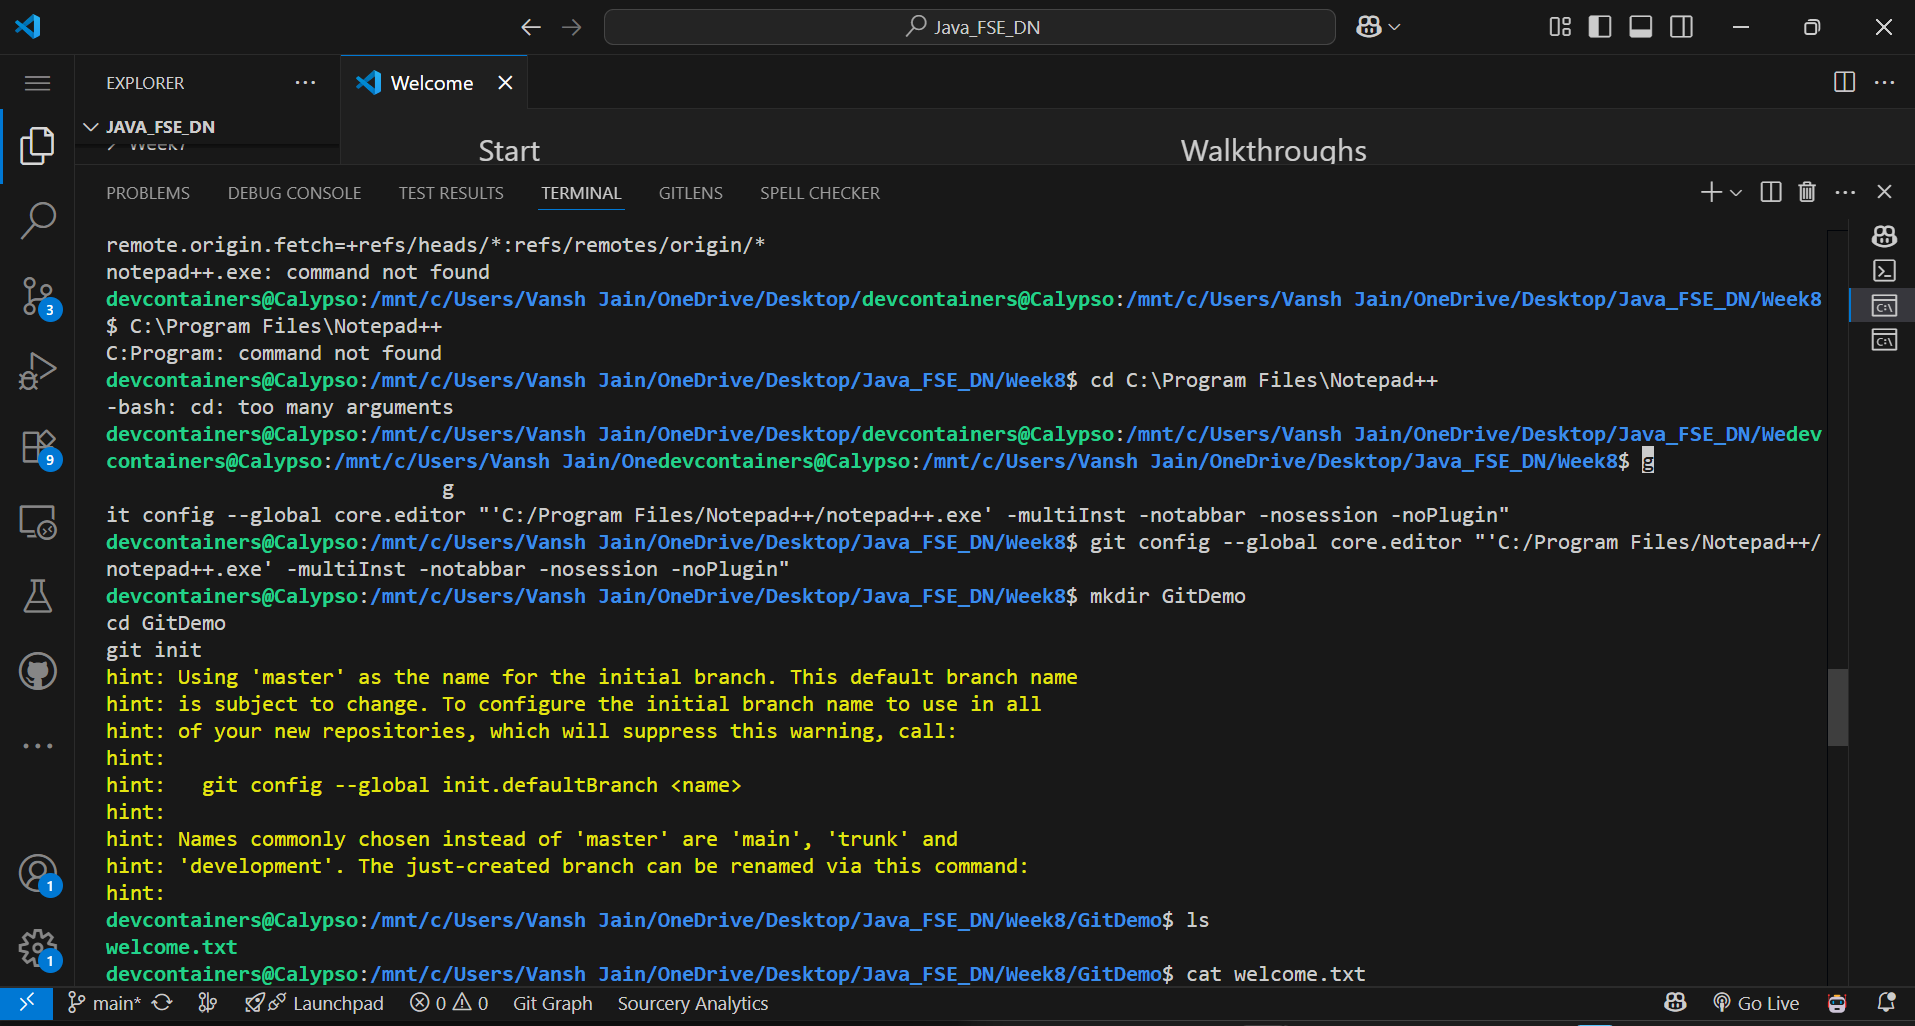 Java_FSE_DN
EXPLORER
Welcome
JAVA_FSE_DN
Week7
Start
Walkthroughs
PROBLEMS DEBUG CONSOLE TEST RESULTS TERMINAL GITLENS SPELL CHECKER
remote.origin.fetch=+refs/heads/*:refs/remotes/origin/*
notepad++.exe: command not found
devcontainers@Calypso:/mnt/c/Users/Vansh Jain/OneDrive/Desktop/devcontainers@Calypso:/mnt/c/Users/Vansh Jain/OneDrive/Desktop/Java_FSE_DN/Week8
$ C:\Program Files\Notepad++
C:Program: command not found
devcontainers@Calypso:/mnt/c/Users/Vansh Jain/OneDrive/Desktop/Java_FSE_DN/Week8$ cd C:\Program Files\Notepad++
-bash: cd: too many arguments
devcontainers@Calypso:/mnt/c/Users/Vansh Jain/OneDrive/Desktop/devcontainers@Calypso:/mnt/c/Users/Vansh Jain/OneDrive/Desktop/Java_FSE_DN/Wedev
containers@Calypso:/mnt/c/Users/Vansh Jain/Onedevcontainers@Calypso:/mnt/c/Users/Vansh Jain/OneDrive/Desktop/Java_FSE_DN/Week8$ g
g
it config --global core.editor "'C:/Program Files/Notepad++/notepad++.exe' -multiInst -notabbar -nosession -noPlugin"
devcontainers@Calypso:/mnt/c/Users/Vansh Jain/OneDrive/Desktop/Java_FSE_DN/Week8$ git config --global core.editor "'C:/Program Files/Notepad++/
notepad++.exe' -multiInst -notabbar -nosession -noPlugin"
devcontainers@Calypso:/mnt/c/Users/Vansh Jain/OneDrive/Desktop/Java_FSE_DN/Week8$ mkdir GitDemo
cd GitDemo
git init
hint: Using 'master' as the name for the initial branch. This default branch name
hint: is subject to change. To configure the initial branch name to use in all
hint: of your new repositories, which will suppress this warning, call:
hint:
hint:   git config --global init.defaultBranch <name>
hint:
hint: Names commonly chosen instead of 'master' are 'main', 'trunk' and
hint: 'development'. The just-created branch can be renamed via this command:
hint:
devcontainers@Calypso:/mnt/c/Users/Vansh Jain/OneDrive/Desktop/Java_FSE_DN/Week8/GitDemo$ ls
welcome.txt
devcontainers@Calypso:/mnt/c/Users/Vansh Jain/OneDrive/Desktop/Java_FSE_DN/Week8/GitDemo$ cat welcome.txt
3
9
1
1
main* Launchpad 0 0 Git Graph Sourcery Analytics Go Live